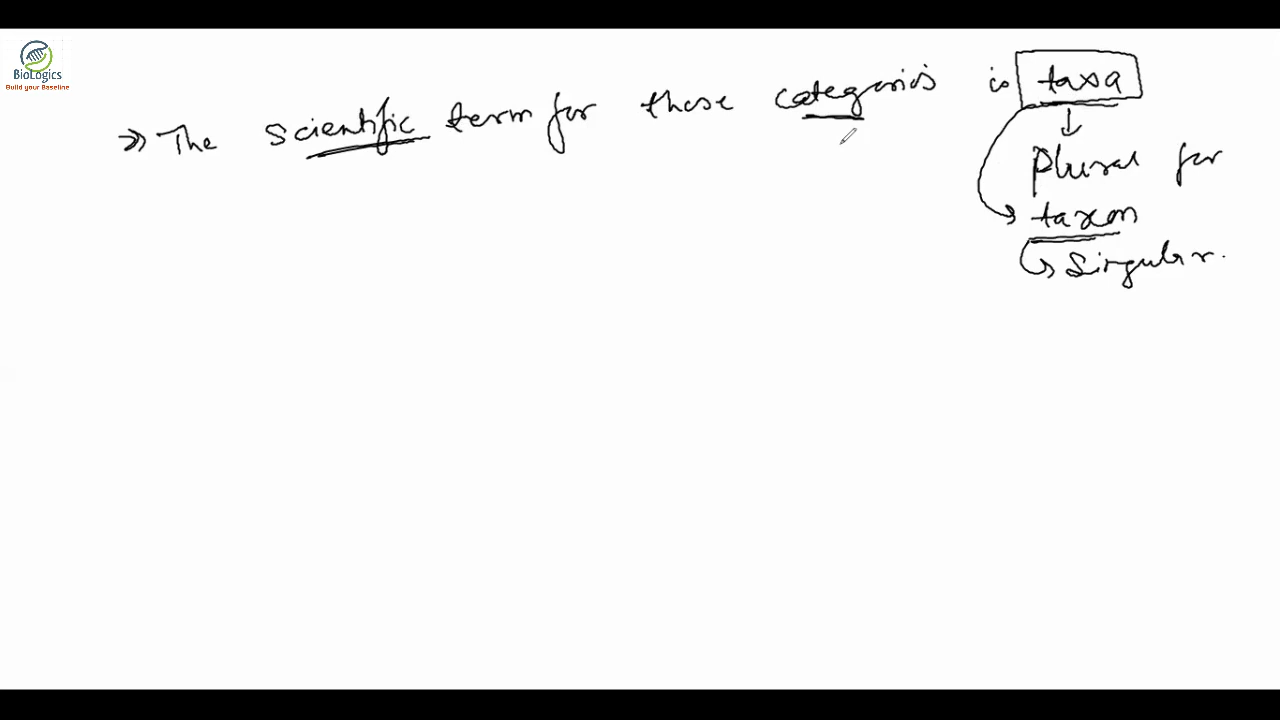 BioLogics
Build your Baseline
» The scientific term for these categories is taxa
↓
Plural for
taxon
↳ Singular.